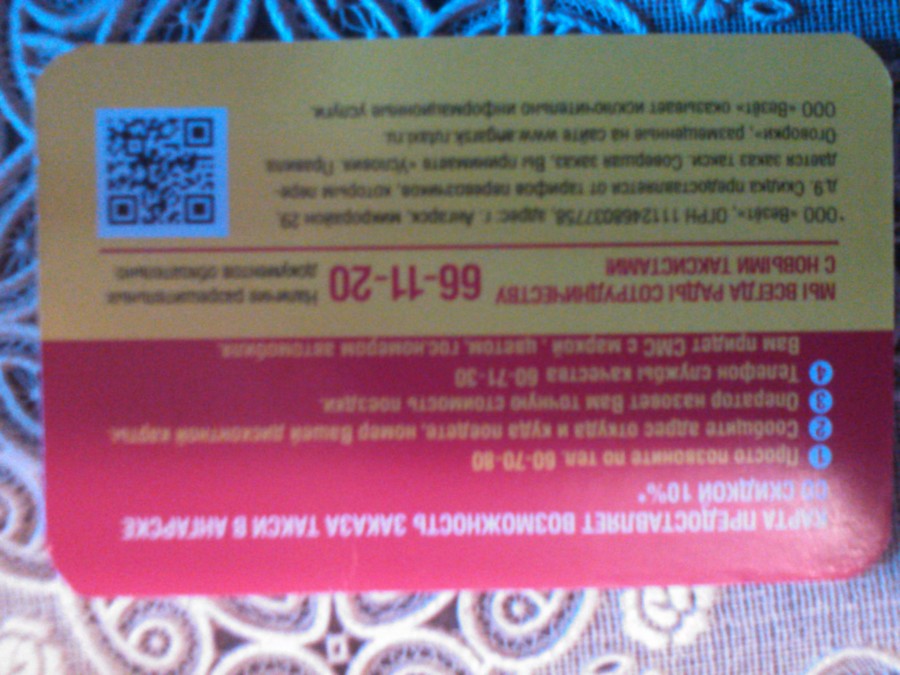 КАРТА ПРЕДОСТАВЛЯЕТ ВОЗМОЖНОСТЬ ЗАКАЗА ТАКСИ В АНГАРСКЕ
СО СКИДКОЙ 10%*
1 Просто позвоните по тел. 60-70-80
2 Сообщите адрес откуда и куда поедете, номер Вашей дисконтной карты.
3 Оператор назовет Вам точную стоимость поездки.
Телефон службы качества 60-71-30
4 Вам придет СМС с маркой, цветом, гос.номером автомобиля.
МЫ ВСЕГДА РАДЫ СОТРУДНИЧЕСТВУ
С НОВЫМИ ТАКСИСТАМИ!
66-11-20
Наличие разрешительных
документов обязательно
*ООО «Везёт», ОГРН 1112468037758, адрес: г. Ангарск, микрорайон 29,
д.9. Скидка предоставляется от тарифов перевозчиков, которым пере-
дается заказ такси. Совершая заказ, Вы принимаете «Условия. Правила.
Оговорки», размещенные на сайте www.angarsk.rutaxi.ru.
ООО «Везёт» оказывает исключительно информационные услуги.